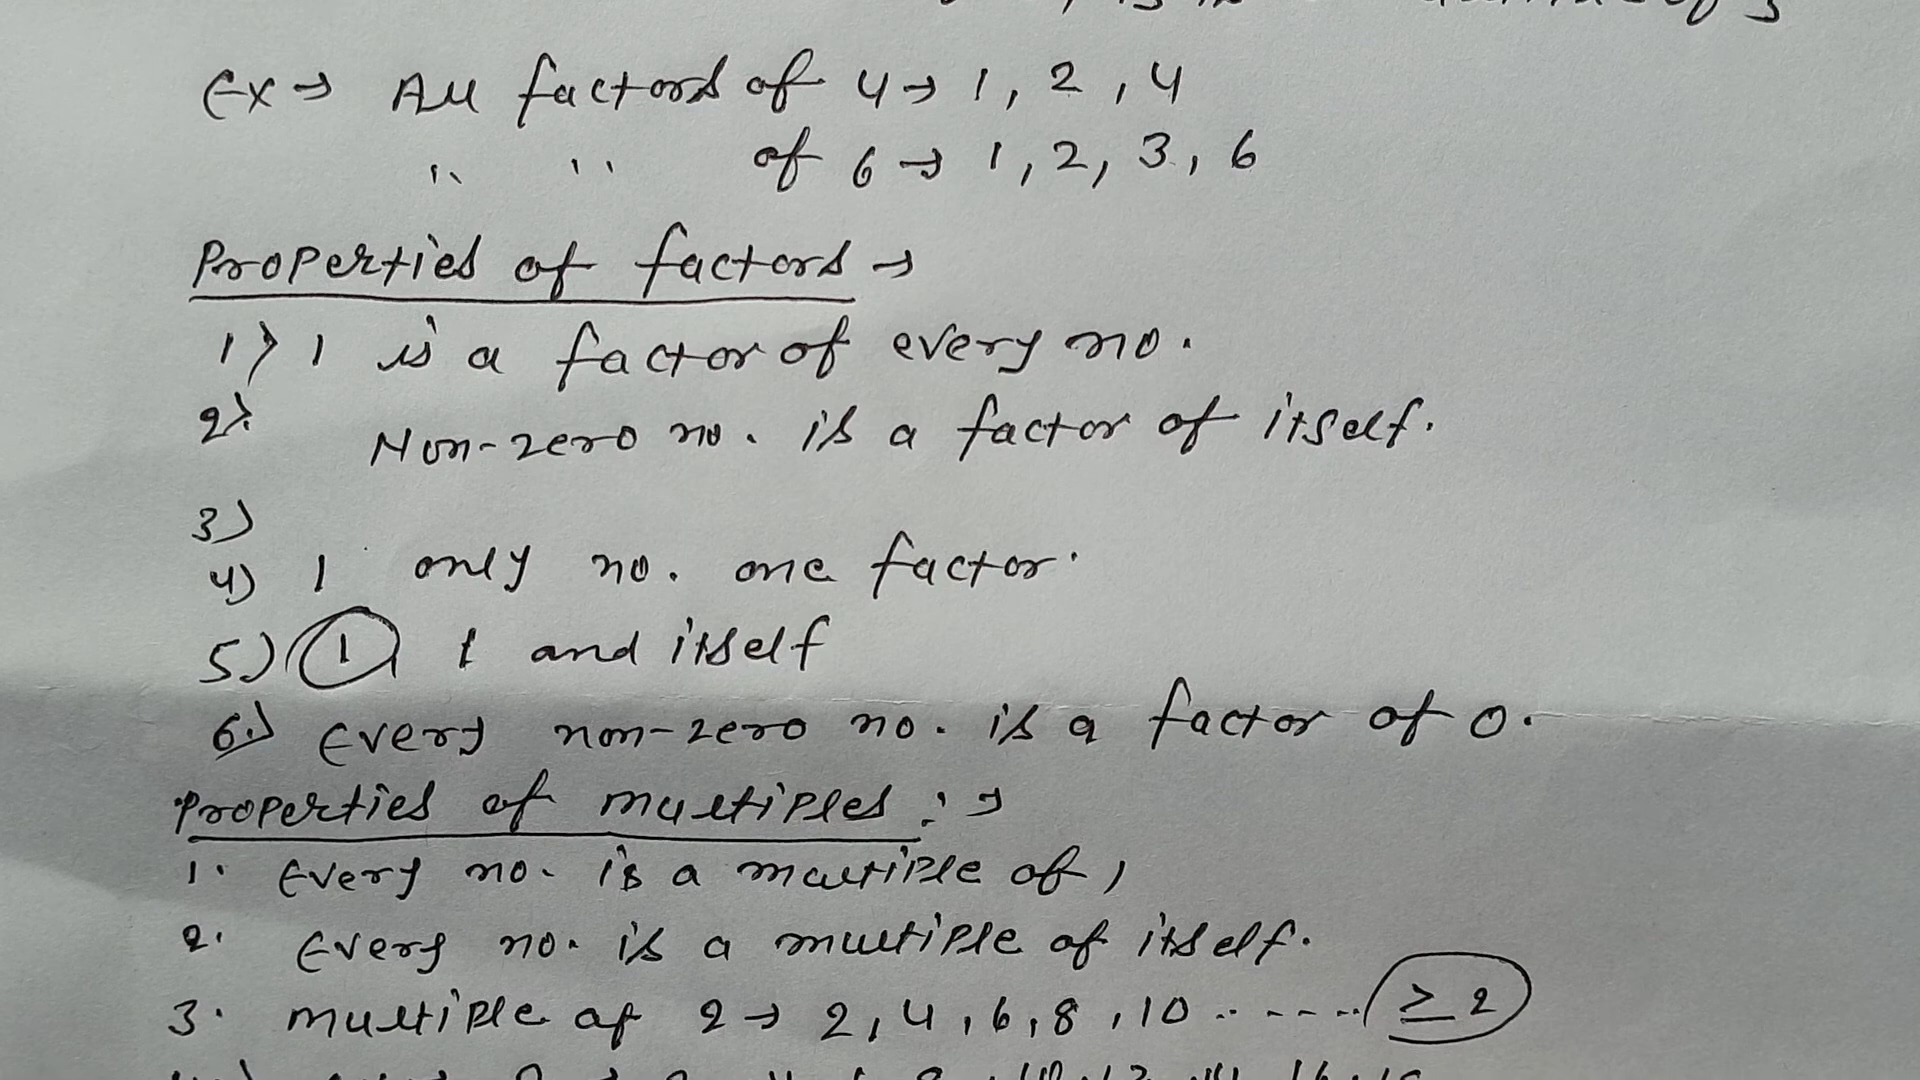 Ex → All factors of 4 → 1, 2, 4
" " of 6 → 1, 2, 3, 6
Properties of factors →
1) 1 is a factor of every no.
2) Non-zero no. is a factor of itself.
3)
4) 1 only no. one factor.
5) 1 1 and itself
6.) Every non-zero no. is a factor of 0.
Properties of multiples : →
1. Every no. is a multiple of 1
2. Every no. is a multiple of itself.
3. multiple of 2 → 2, 4, 6, 8, 10 ...... ≥ 2